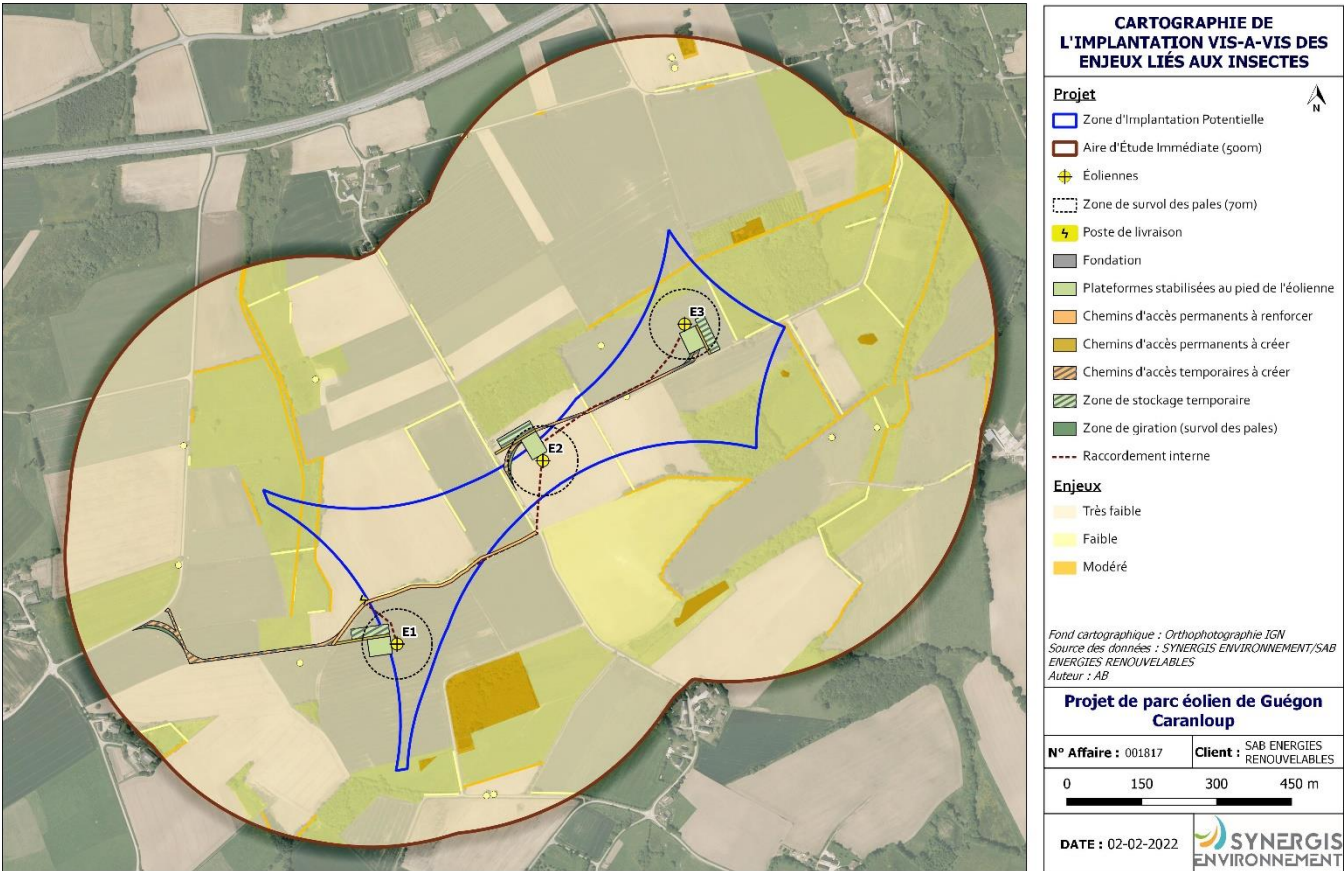 E3
E2
E1
CARTOGRAPHIE DE
L'IMPLANTATION VIS-A-VIS DES
ENJEUX LIÉS AUX INSECTES
Projet
N
Zone d'Implantation Potentielle
Aire d'Étude Immédiate (500m)
Éoliennes
Zone de survol des pales (70m)
Poste de livraison
Fondation
Plateformes stabilisées au pied de l'éolienne
Chemins d'accès permanents à renforcer
Chemins d'accès permanents à créer
Chemins d'accès temporaires à créer
Zone de stockage temporaire
Zone de giration (survol des pales)
Raccordement interne
Enjeux
Très faible
Faible
Modéré
Fond cartographique : Orthophotographie IGN
Source des données : SYNERGIS ENVIRONNEMENT/SAB
ENERGIES RENOUVELABLES
Auteur : AB
Projet de parc éolien de Guégon
Caranloup
N° Affaire : 001817
Client : SAB ENERGIES
RENOUVELABLES
0 150 300 450 m
DATE : 02-02-2022
SYNERGIS
ENVIRONNEMENT